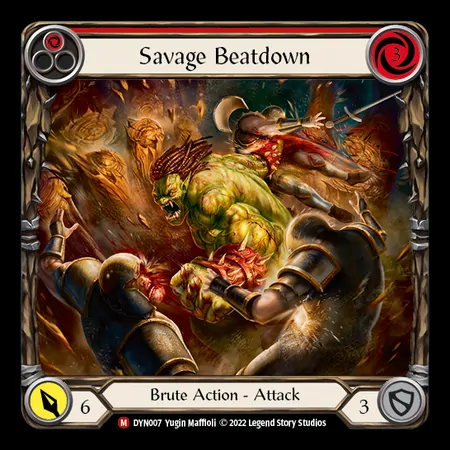 Savage Beatdown
3
Brute Action - Attack
6
3
M DYN007 Yugin Maffioli © 2022 Legend Story Studios